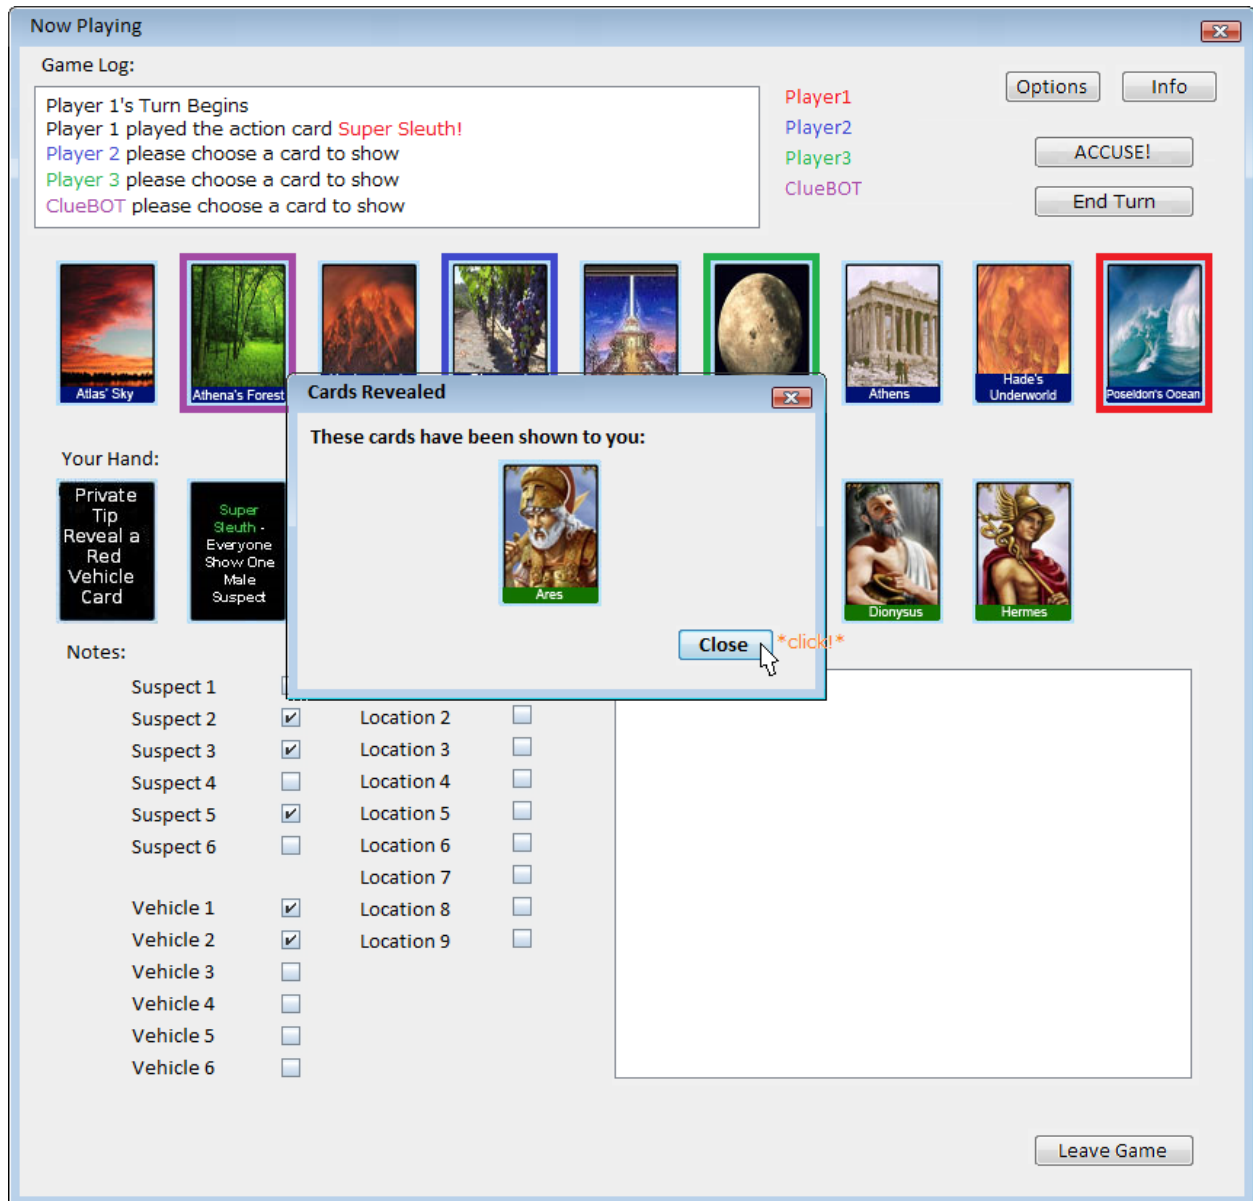 Now Playing
Game Log:
Player 1's Turn Begins
Player 1 played the action card Super Sleuth!
Player 2 please choose a card to show
Player 3 please choose a card to show
ClueBOT please choose a card to show
Player1
Player2
Player3
ClueBOT
Options
Info
ACCUSE!
End Turn
Atlas' Sky
Athena's Forest
Athens
Hade's
Underworld
Poseidon's Ocean
Cards Revealed
These cards have been shown to you:
Ares
Close
*click!*
Your Hand:
Private
Tip
Reveal a
Red
Vehicle
Card
Super
Sleuth -
Everyone
Show One
Male
Suspect
Dionysus
Hermes
Notes:
Suspect 1
Suspect 2
Suspect 3
Suspect 4
Suspect 5
Suspect 6
Vehicle 1
Vehicle 2
Vehicle 3
Vehicle 4
Vehicle 5
Vehicle 6
Location 2
Location 3
Location 4
Location 5
Location 6
Location 7
Location 8
Location 9
Leave Game